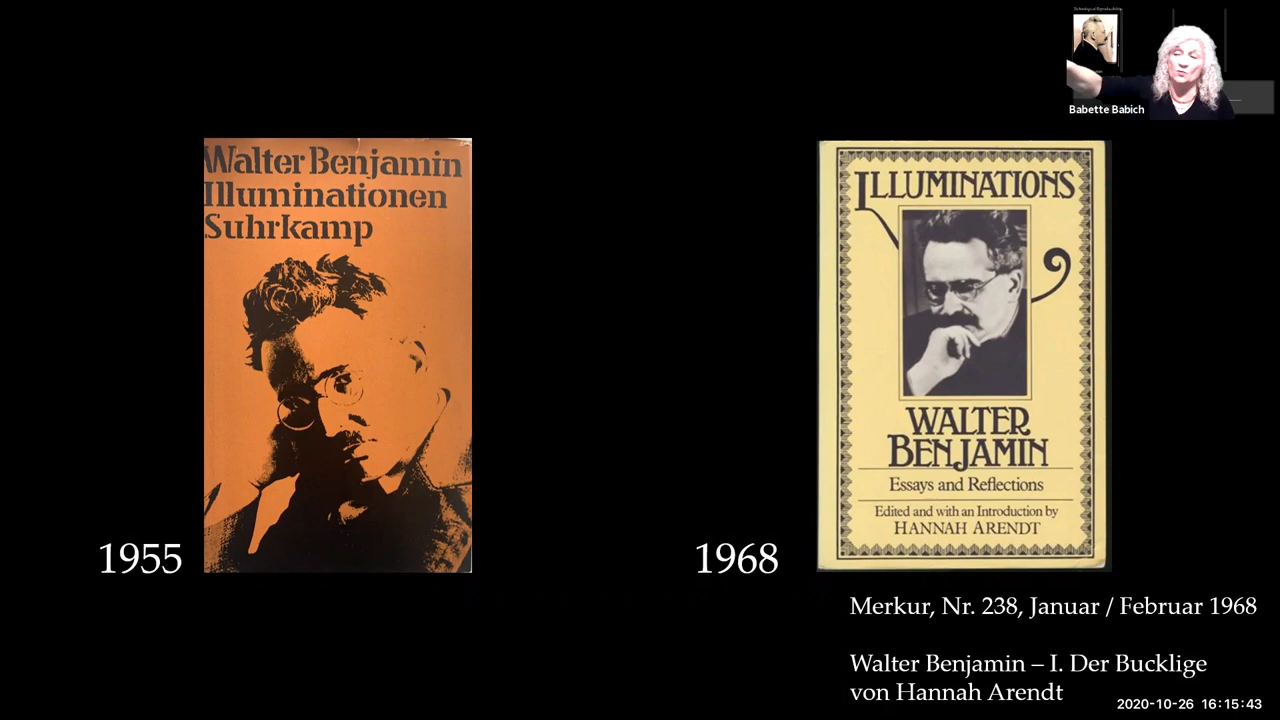 Babette Babich
Walter Benjamin
Illuminationen
Suhrkamp
1955
ILLUMINATIONS
WALTER
BENJAMIN
Essays and Reflections
Edited and with an Introduction by
HANNAH ARENDT
1968
Merkur, Nr. 238, Januar / Februar 1968
Walter Benjamin – I. Der Bucklige
von Hannah Arendt
2020-10-26 16:15:43